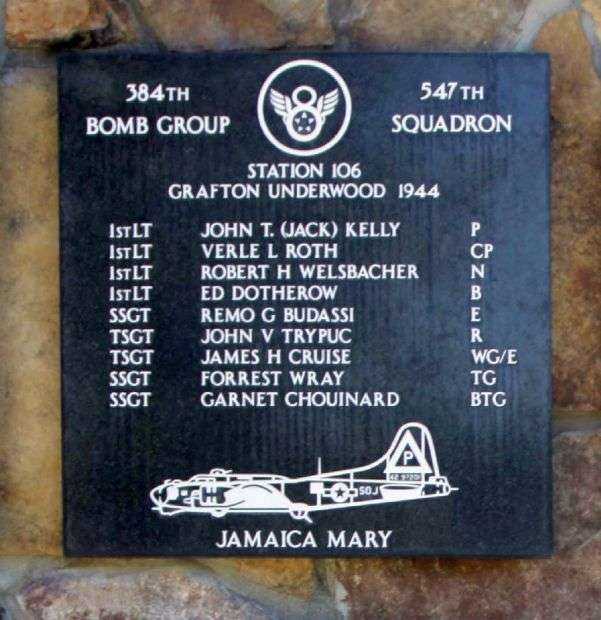 384TH BOMB GROUP
547TH SQUADRON
8
STATION 106
GRAFTON UNDERWOOD 1944
1STLT JOHN T. (JACK) KELLY P
1STLT VERLE L ROTH CP
1STLT ROBERT H WELSBACHER N
1STLT ED DOTHEROW B
SSGT REMO G BUDASSI E
TSGT JOHN V TRYPUC R
TSGT JAMES H CRUISE WG/E
SSGT FORREST WRAY TG
SSGT GARNET CHOUINARD BTG
P
SOJ
JAMAICA MARY